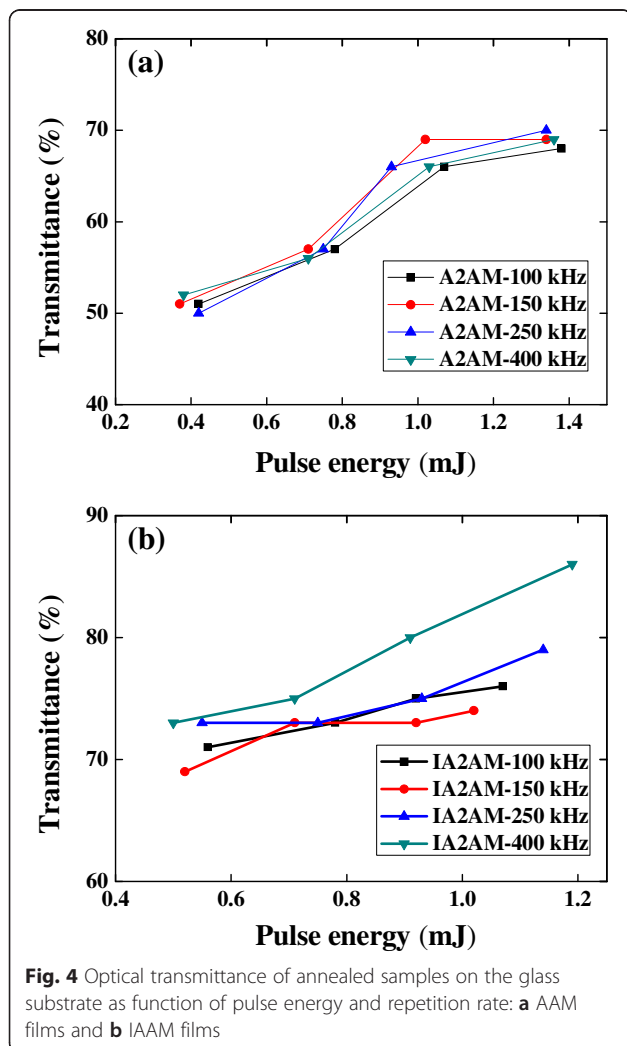 (a)
80
70
60
50
40
Transmittance (%)
A2AM-100 kHz
A2AM-150 kHz
A2AM-250 kHz
A2AM-400 kHz
0.2 0.4 0.6 0.8 1.0 1.2 1.4
Pulse energy (mJ)
(b)
90
80
70
60
Transmittance (%)
IA2AM-100 kHz
IA2AM-150 kHz
IA2AM-250 kHz
IA2AM-400 kHz
0.4 0.6 0.8 1.0 1.2
Pulse energy (mJ)
Fig. 4 Optical transmittance of annealed samples on the glass
substrate as function of pulse energy and repetition rate: a AAM
films and b IAAM films